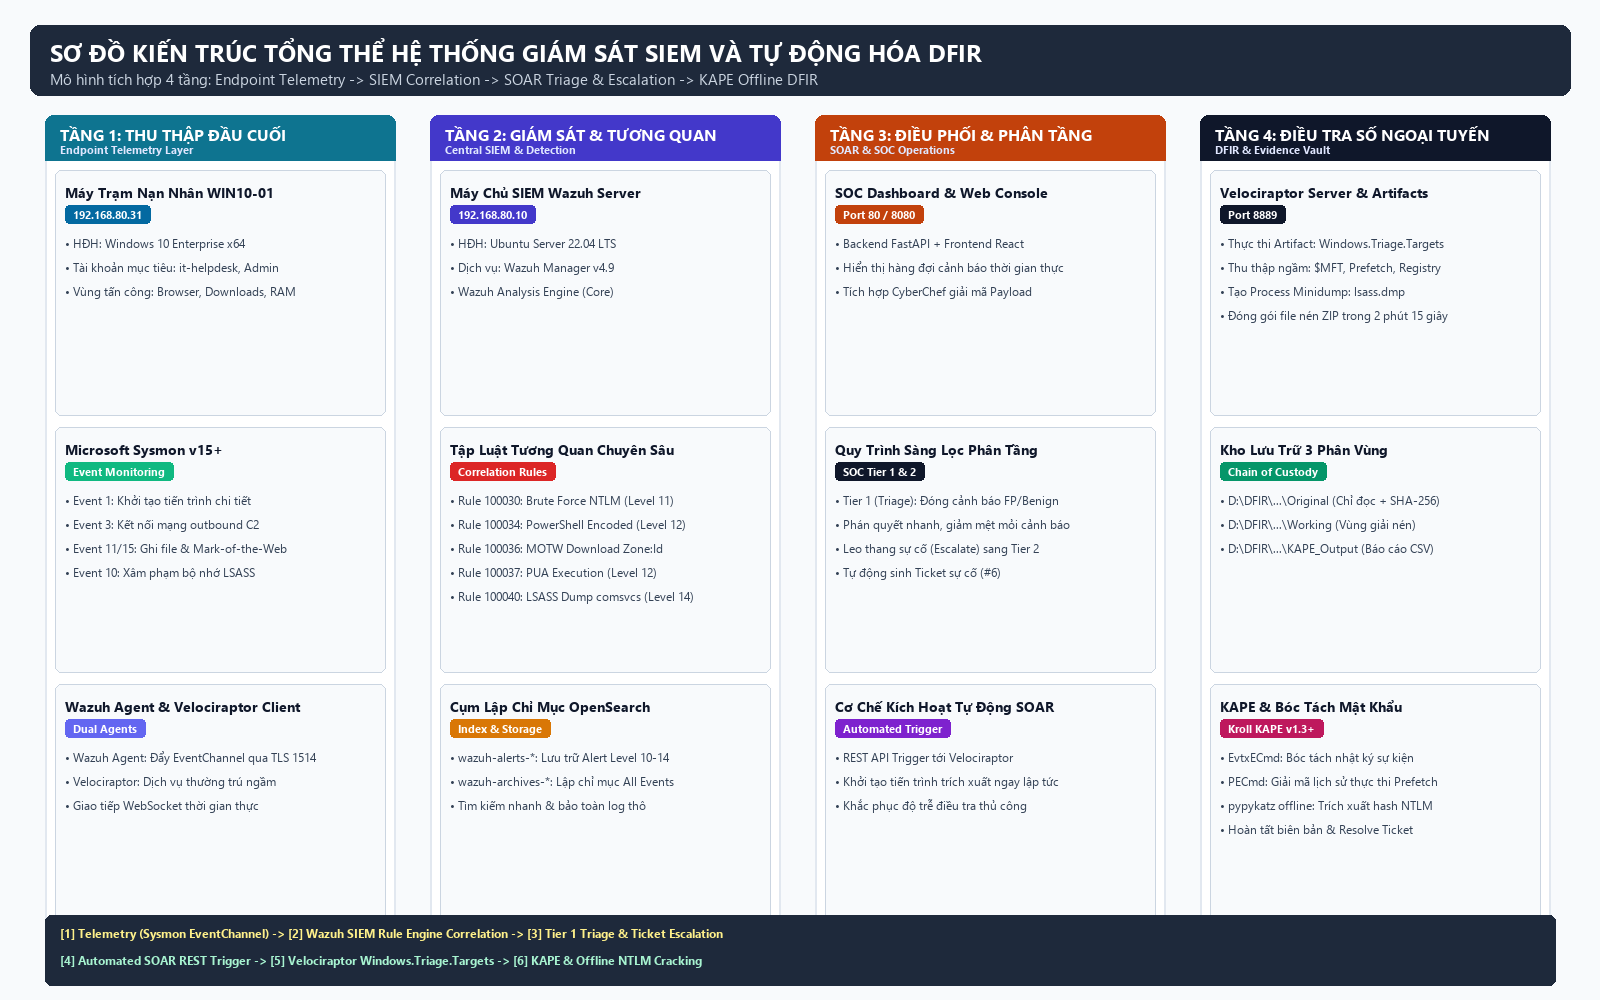 SƠ ĐỒ KIẾN TRÚC TỔNG THỂ HỆ THỐNG GIÁM SÁT SIEM VÀ TỰ ĐỘNG HÓA DFIR
Mô hình tích hợp 4 tầng: Endpoint Telemetry -> SIEM Correlation -> SOAR Triage & Escalation -> KAPE Offline DFIR
TẦNG 1: THU THẬP ĐẦU CUỐI
Endpoint Telemetry Layer
Máy Trạm Nạn Nhân WIN10-01
192.168.80.31
• HĐH: Windows 10 Enterprise x64
• Tài khoản mục tiêu: it-helpdesk, Admin
• Vùng tấn công: Browser, Downloads, RAM
Microsoft Sysmon v15+
Event Monitoring
• Event 1: Khởi tạo tiến trình chi tiết
• Event 3: Kết nối mạng outbound C2
• Event 11/15: Ghi file & Mark-of-the-Web
• Event 10: Xâm phạm bộ nhớ LSASS
Wazuh Agent & Velociraptor Client
Dual Agents
• Wazuh Agent: Đẩy EventChannel qua TLS 1514
• Velociraptor: Dịch vụ thường trú ngầm
• Giao tiếp WebSocket thời gian thực
TẦNG 2: GIÁM SÁT & TƯƠNG QUAN
Central SIEM & Detection
Máy Chủ SIEM Wazuh Server
192.168.80.10
• HĐH: Ubuntu Server 22.04 LTS
• Dịch vụ: Wazuh Manager v4.9
• Wazuh Analysis Engine (Core)
Tập Luật Tương Quan Chuyên Sâu
Correlation Rules
• Rule 100030: Brute Force NTLM (Level 11)
• Rule 100034: PowerShell Encoded (Level 12)
• Rule 100036: MOTW Download Zone:Id
• Rule 100037: PUA Execution (Level 12)
• Rule 100040: LSASS Dump comsvcs (Level 14)
Cụm Lập Chỉ Mục OpenSearch
Index & Storage
• wazuh-alerts-*: Lưu trữ Alert Level 10-14
• wazuh-archives-*: Lập chỉ mục All Events
• Tìm kiếm nhanh & bảo toàn log thô
TẦNG 3: ĐIỀU PHỐI & PHÂN TẦNG
SOAR & SOC Operations
SOC Dashboard & Web Console
Port 80 / 8080
• Backend FastAPI + Frontend React
• Hiển thị hàng đợi cảnh báo thời gian thực
• Tích hợp CyberChef giải mã Payload
Quy Trình Sàng Lọc Phân Tầng
SOC Tier 1 & 2
• Tier 1 (Triage): Đóng cảnh báo FP/Benign
• Phán quyết nhanh, giảm mệt mỏi cảnh báo
• Leo thang sự cố (Escalate) sang Tier 2
• Tự động sinh Ticket sự cố (#6)
Cơ Chế Kích Hoạt Tự Động SOAR
Automated Trigger
• REST API Trigger tới Velociraptor
• Khởi tạo tiến trình trích xuất ngay lập tức
• Khắc phục độ trễ điều tra thủ công
TẦNG 4: ĐIỀU TRA SỐ NGOẠI TUYẾN
DFIR & Evidence Vault
Velociraptor Server & Artifacts
Port 8889
• Thực thi Artifact: Windows.Triage.Targets
• Thu thập ngầm: $MFT, Prefetch, Registry
• Tạo Process Minidump: lsass.dmp
• Đóng gói file nén ZIP trong 2 phút 15 giây
Kho Lưu Trữ 3 Phân Vùng
Chain of Custody
• D:\DFIR\...\Original (Chỉ đọc + SHA-256)
• D:\DFIR\...\Working (Vùng giải nén)
• D:\DFIR\...\KAPE_Output (Báo cáo CSV)
KAPE & Bóc Tách Mật Khẩu
Kroll KAPE v1.3+
• EvtxECmd: Bóc tách nhật ký sự kiện
• PECmd: Giải mã lịch sử thực thi Prefetch
• pypykatz offline: Trích xuất hash NTLM
• Hoàn tất biên bản & Resolve Ticket
[1] Telemetry (Sysmon EventChannel) -> [2] Wazuh SIEM Rule Engine Correlation -> [3] Tier 1 Triage & Ticket Escalation
[4] Automated SOAR REST Trigger -> [5] Velociraptor Windows.Triage.Targets -> [6] KAPE & Offline NTLM Cracking